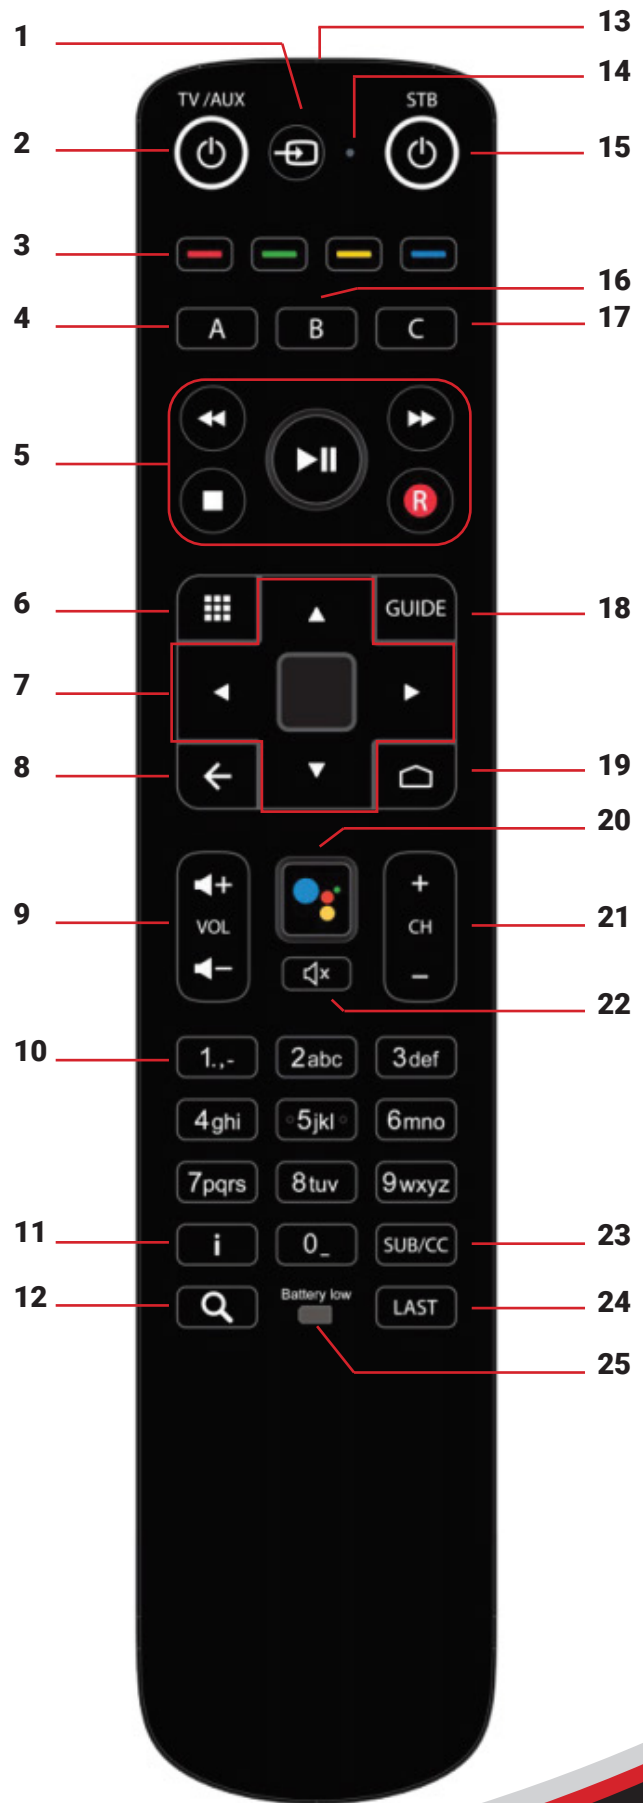 1
13
14
TV /AUX
STB
2
15
3
16
4
A
B
C
17
5
R
6
GUIDE
18
7
8
19
20
+
+
9
VOL
CH
21
−
−
x
22
10
1.,-
2abc
3def
4ghi
5jkl
6mno
7pqrs
8tuv
9wxyz
11
i
0_
SUB/CC
23
12
Battery low
LAST
24
25